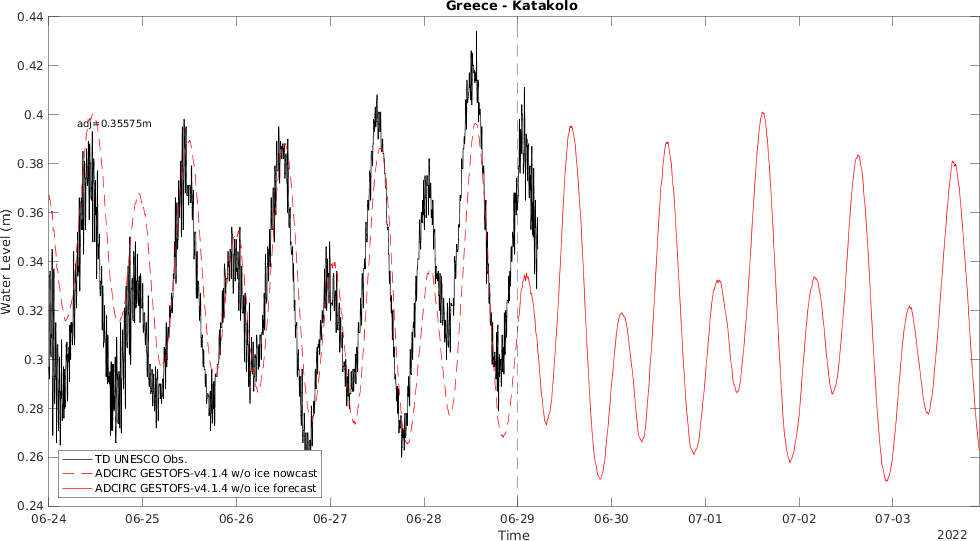 Greece - Katakolo
0.44
0.42
0.4
0.38
0.36
0.34
0.32
0.3
0.28
0.26
0.24
Water Level (m)
adj=0.35575m
TD UNESCO Obs.
ADCIRC GESTOFS-v4.1.4 w/o ice nowcast
ADCIRC GESTOFS-v4.1.4 w/o ice forecast
06-24 06-25 06-26 06-27 06-28 06-29 06-30 07-01 07-02 07-03
Time
2022